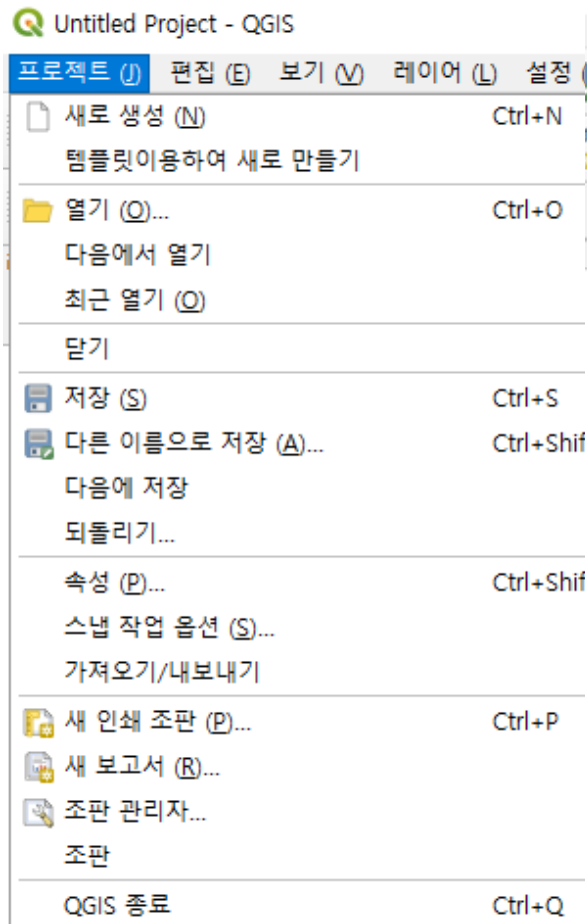 Untitled Project - QGIS
프로젝트 (J) 편집 (E) 보기 (V) 레이어 (L) 설정 (
새로 생성 (N) Ctrl+N
템플릿이용하여 새로 만들기
열기 (O)... Ctrl+O
다음에서 열기
최근 열기 (O)
닫기
저장 (S) Ctrl+S
다른 이름으로 저장 (A)... Ctrl+Shif
다음에 저장
되돌리기...
속성 (P)... Ctrl+Shif
스냅 작업 옵션 (S)...
가져오기/내보내기
새 인쇄 조판 (P)... Ctrl+P
새 보고서 (R)...
조판 관리자...
조판
QGIS 종료 Ctrl+Q